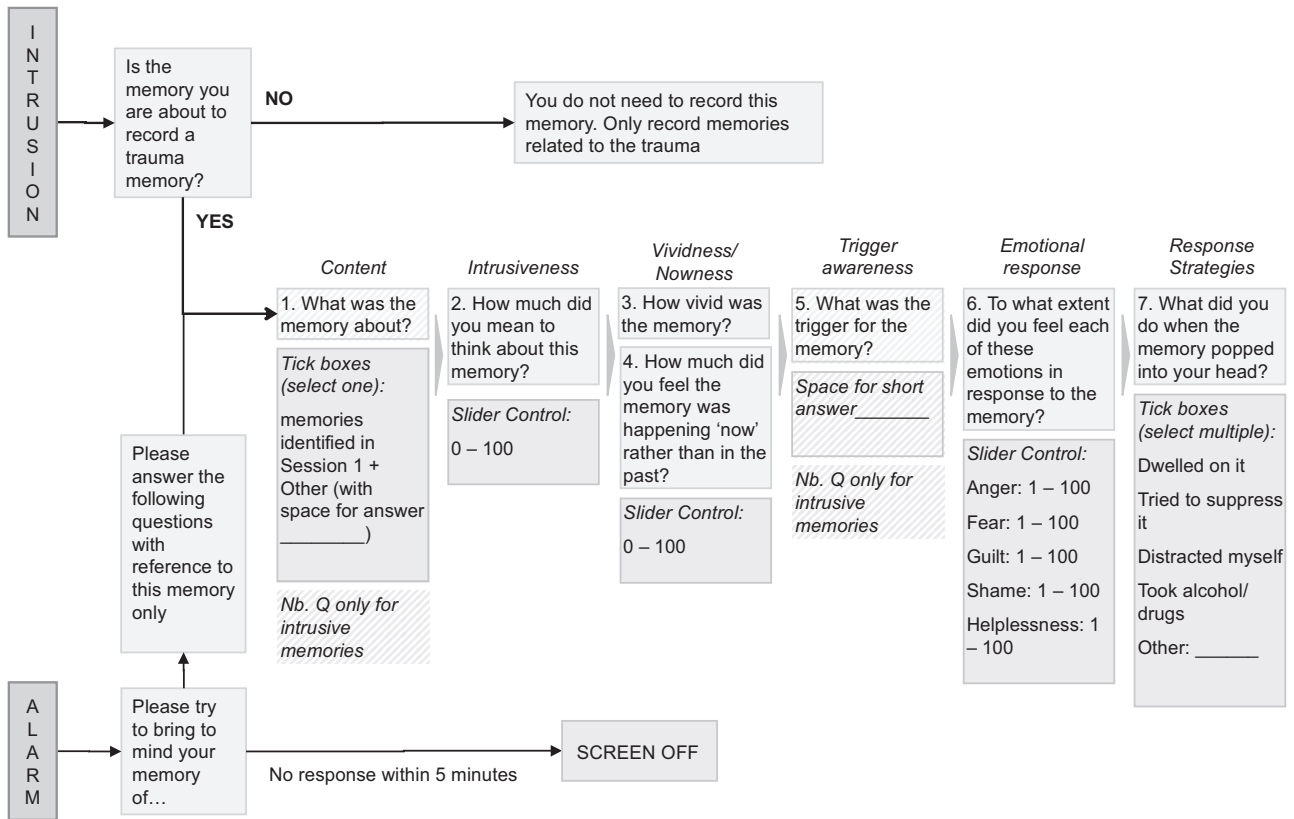 INTRUSION
Is the
memory you
are about to
record a
trauma
memory?
NO
You do not need to record this
memory. Only record memories
related to the trauma
YES
Content
1. What was the
memory about?
Tick boxes
(select one):
memories
identified in
Session 1 +
Other (with
space for answer
________)
Nb. Q only for
intrusive
memories
Intrusiveness
2. How much did
you mean to
think about this
memory?
Slider Control:
0 – 100
Vividness/
Nowness
3. How vivid was
the memory?
4. How much did
you feel the
memory was
happening ‘now’
rather than in the
past?
Slider Control:
0 – 100
Trigger
awareness
5. What was the
trigger for the
memory?
Space for short
answer_______
Nb. Q only for
intrusive
memories
Emotional
response
6. To what extent
did you feel each
of these
emotions in
response to the
memory?
Slider Control:
Anger: 1 – 100
Fear: 1 – 100
Guilt: 1 – 100
Shame: 1 – 100
Helplessness: 1
– 100
Response
Strategies
7. What did you
do when the
memory popped
into your head?
Tick boxes
(select multiple):
Dwelled on it
Tried to suppress
it
Distracted myself
Took alcohol/
drugs
Other: ______
Please
answer the
following
questions
with
reference to
this memory
only
ALARM
Please try
to bring to
mind your
memory
of…
No response within 5 minutes
SCREEN OFF